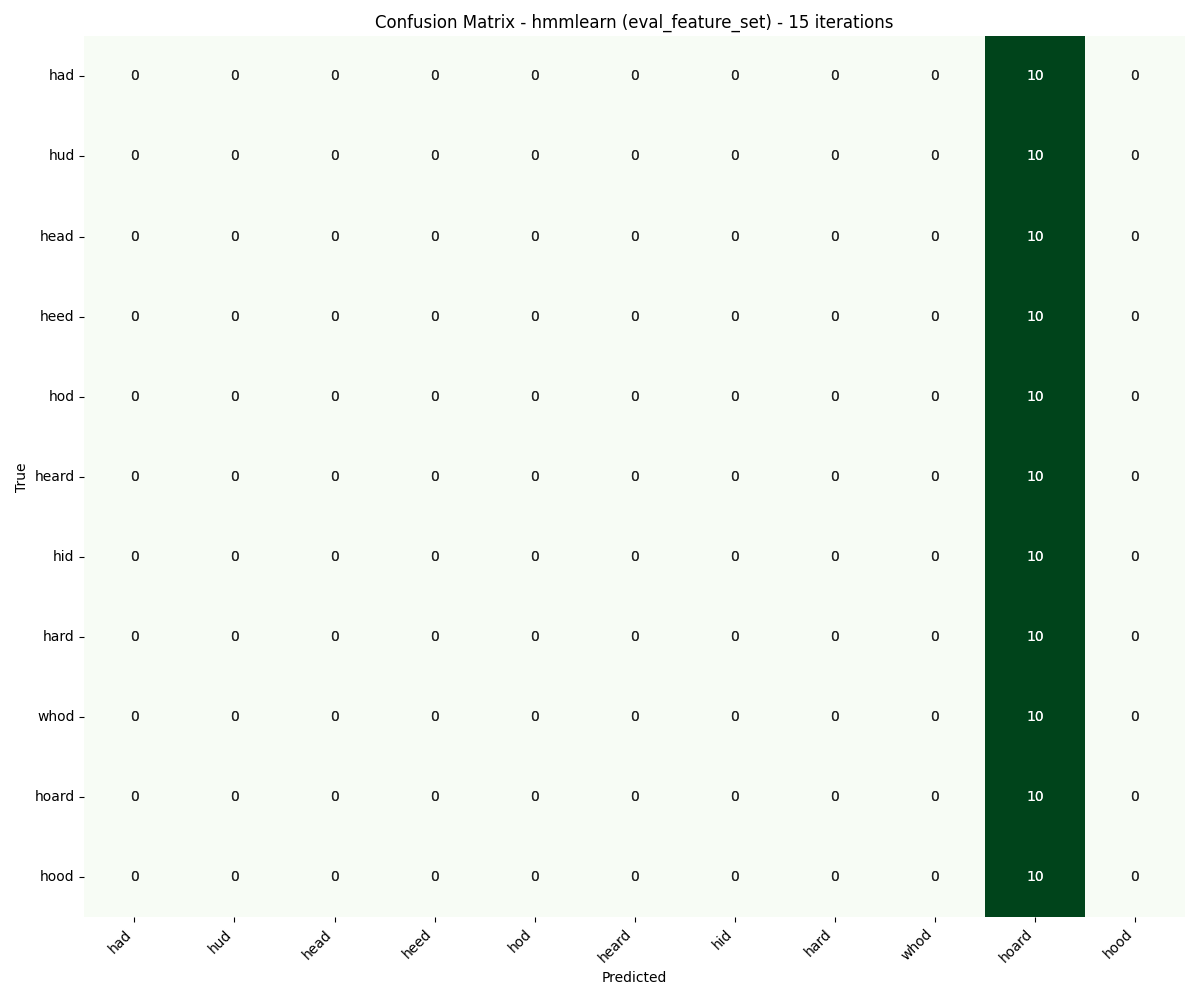 Confusion Matrix - hmmlearn (eval_feature_set) - 15 iterations
had 0 0 0 0 0 0 0 0 0 10 0
hud 0 0 0 0 0 0 0 0 0 10 0
head 0 0 0 0 0 0 0 0 0 10 0
heed 0 0 0 0 0 0 0 0 0 10 0
hod 0 0 0 0 0 0 0 0 0 10 0
heard 0 0 0 0 0 0 0 0 0 10 0
hid 0 0 0 0 0 0 0 0 0 10 0
hard 0 0 0 0 0 0 0 0 0 10 0
whod 0 0 0 0 0 0 0 0 0 10 0
hoard 0 0 0 0 0 0 0 0 0 10 0
hood 0 0 0 0 0 0 0 0 0 10 0
True
had hud head heed hod heard hid hard whod hoard hood
Predicted